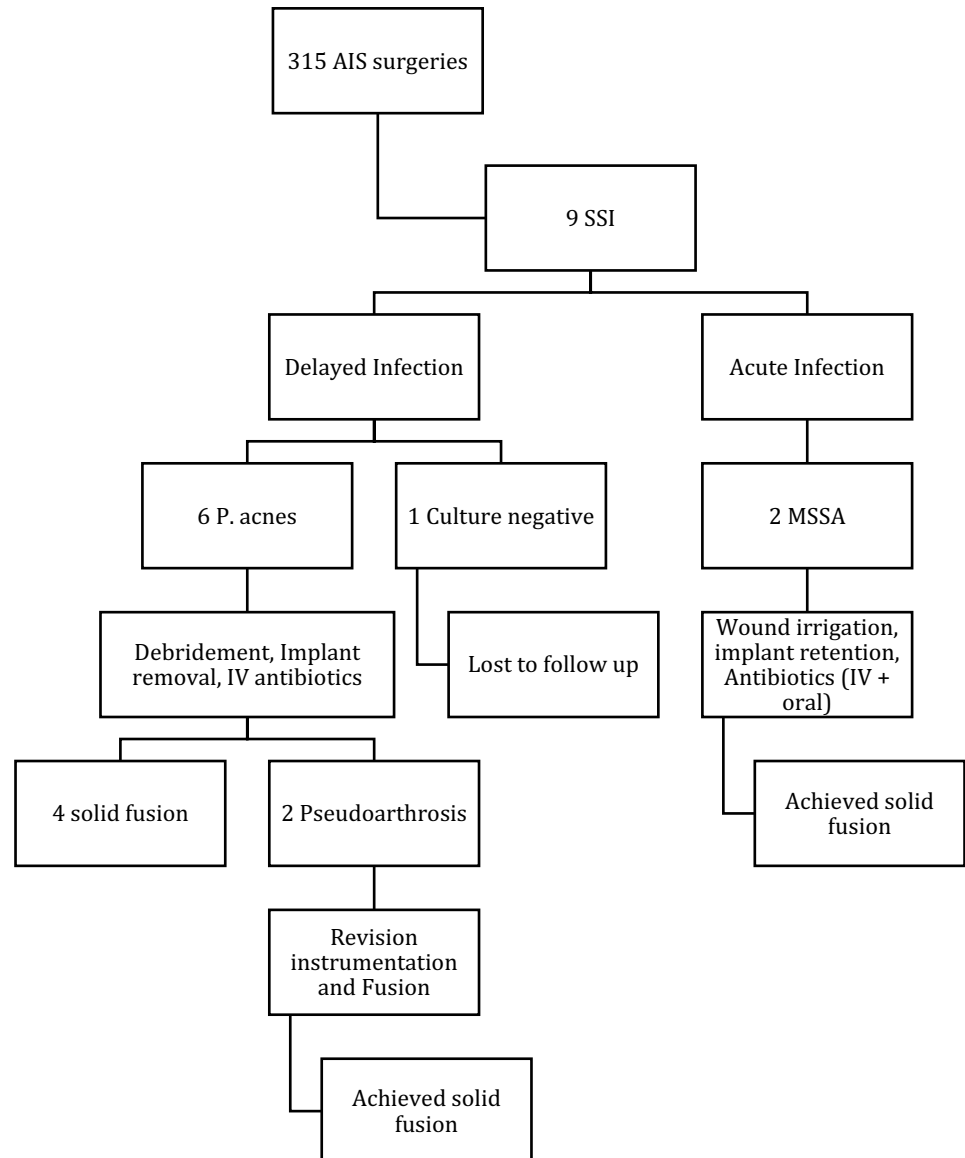 315 AIS surgeries
9 SSI
Delayed Infection
Acute Infection
6 P. acnes
1 Culture negative
2 MSSA
Debridement, Implant
removal, IV antibiotics
Lost to follow up
Wound irrigation,
implant retention,
Antibiotics (IV +
oral)
4 solid fusion
2 Pseudoarthrosis
Achieved solid
fusion
Revision
instrumentation
and Fusion
Achieved solid
fusion